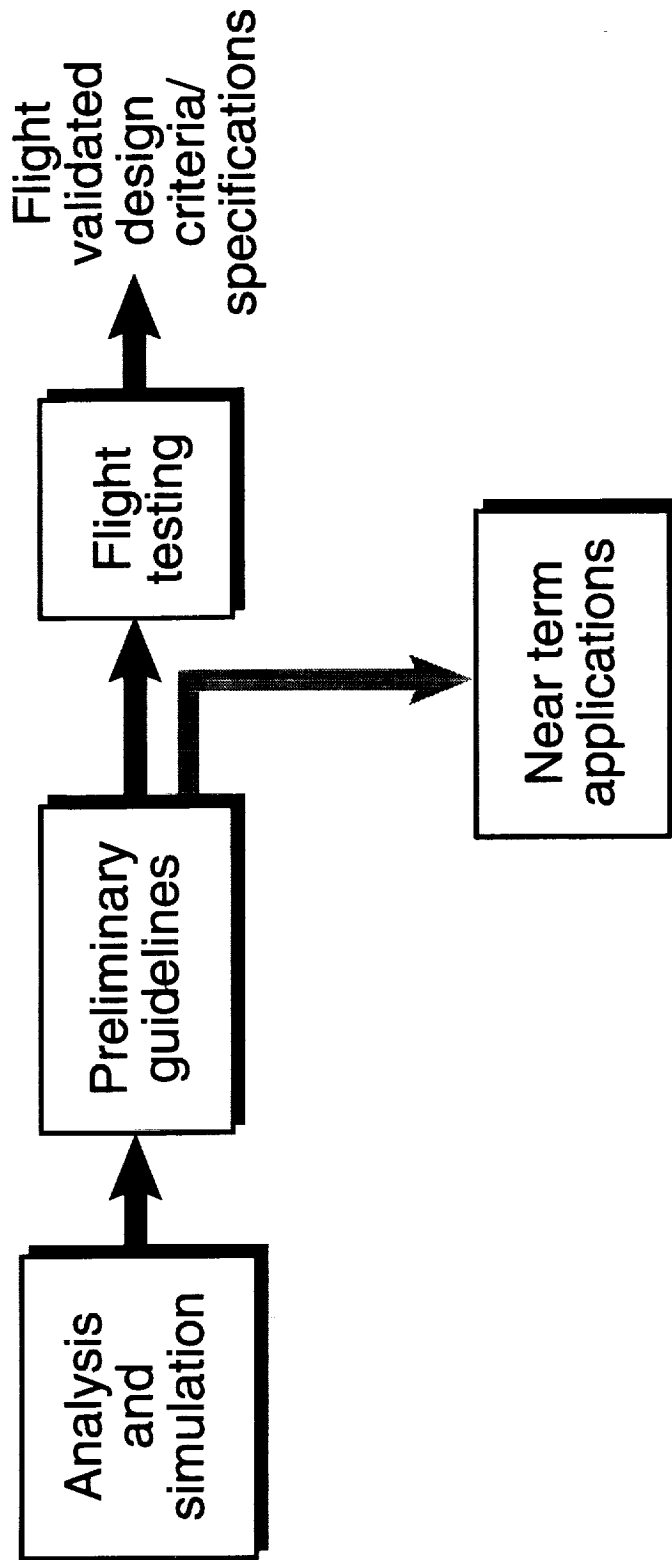 Analysis
and
simulation
Preliminary
guidelines
Flight
testing
Flight
validated
design
criteria/
specifications
Near term
applications